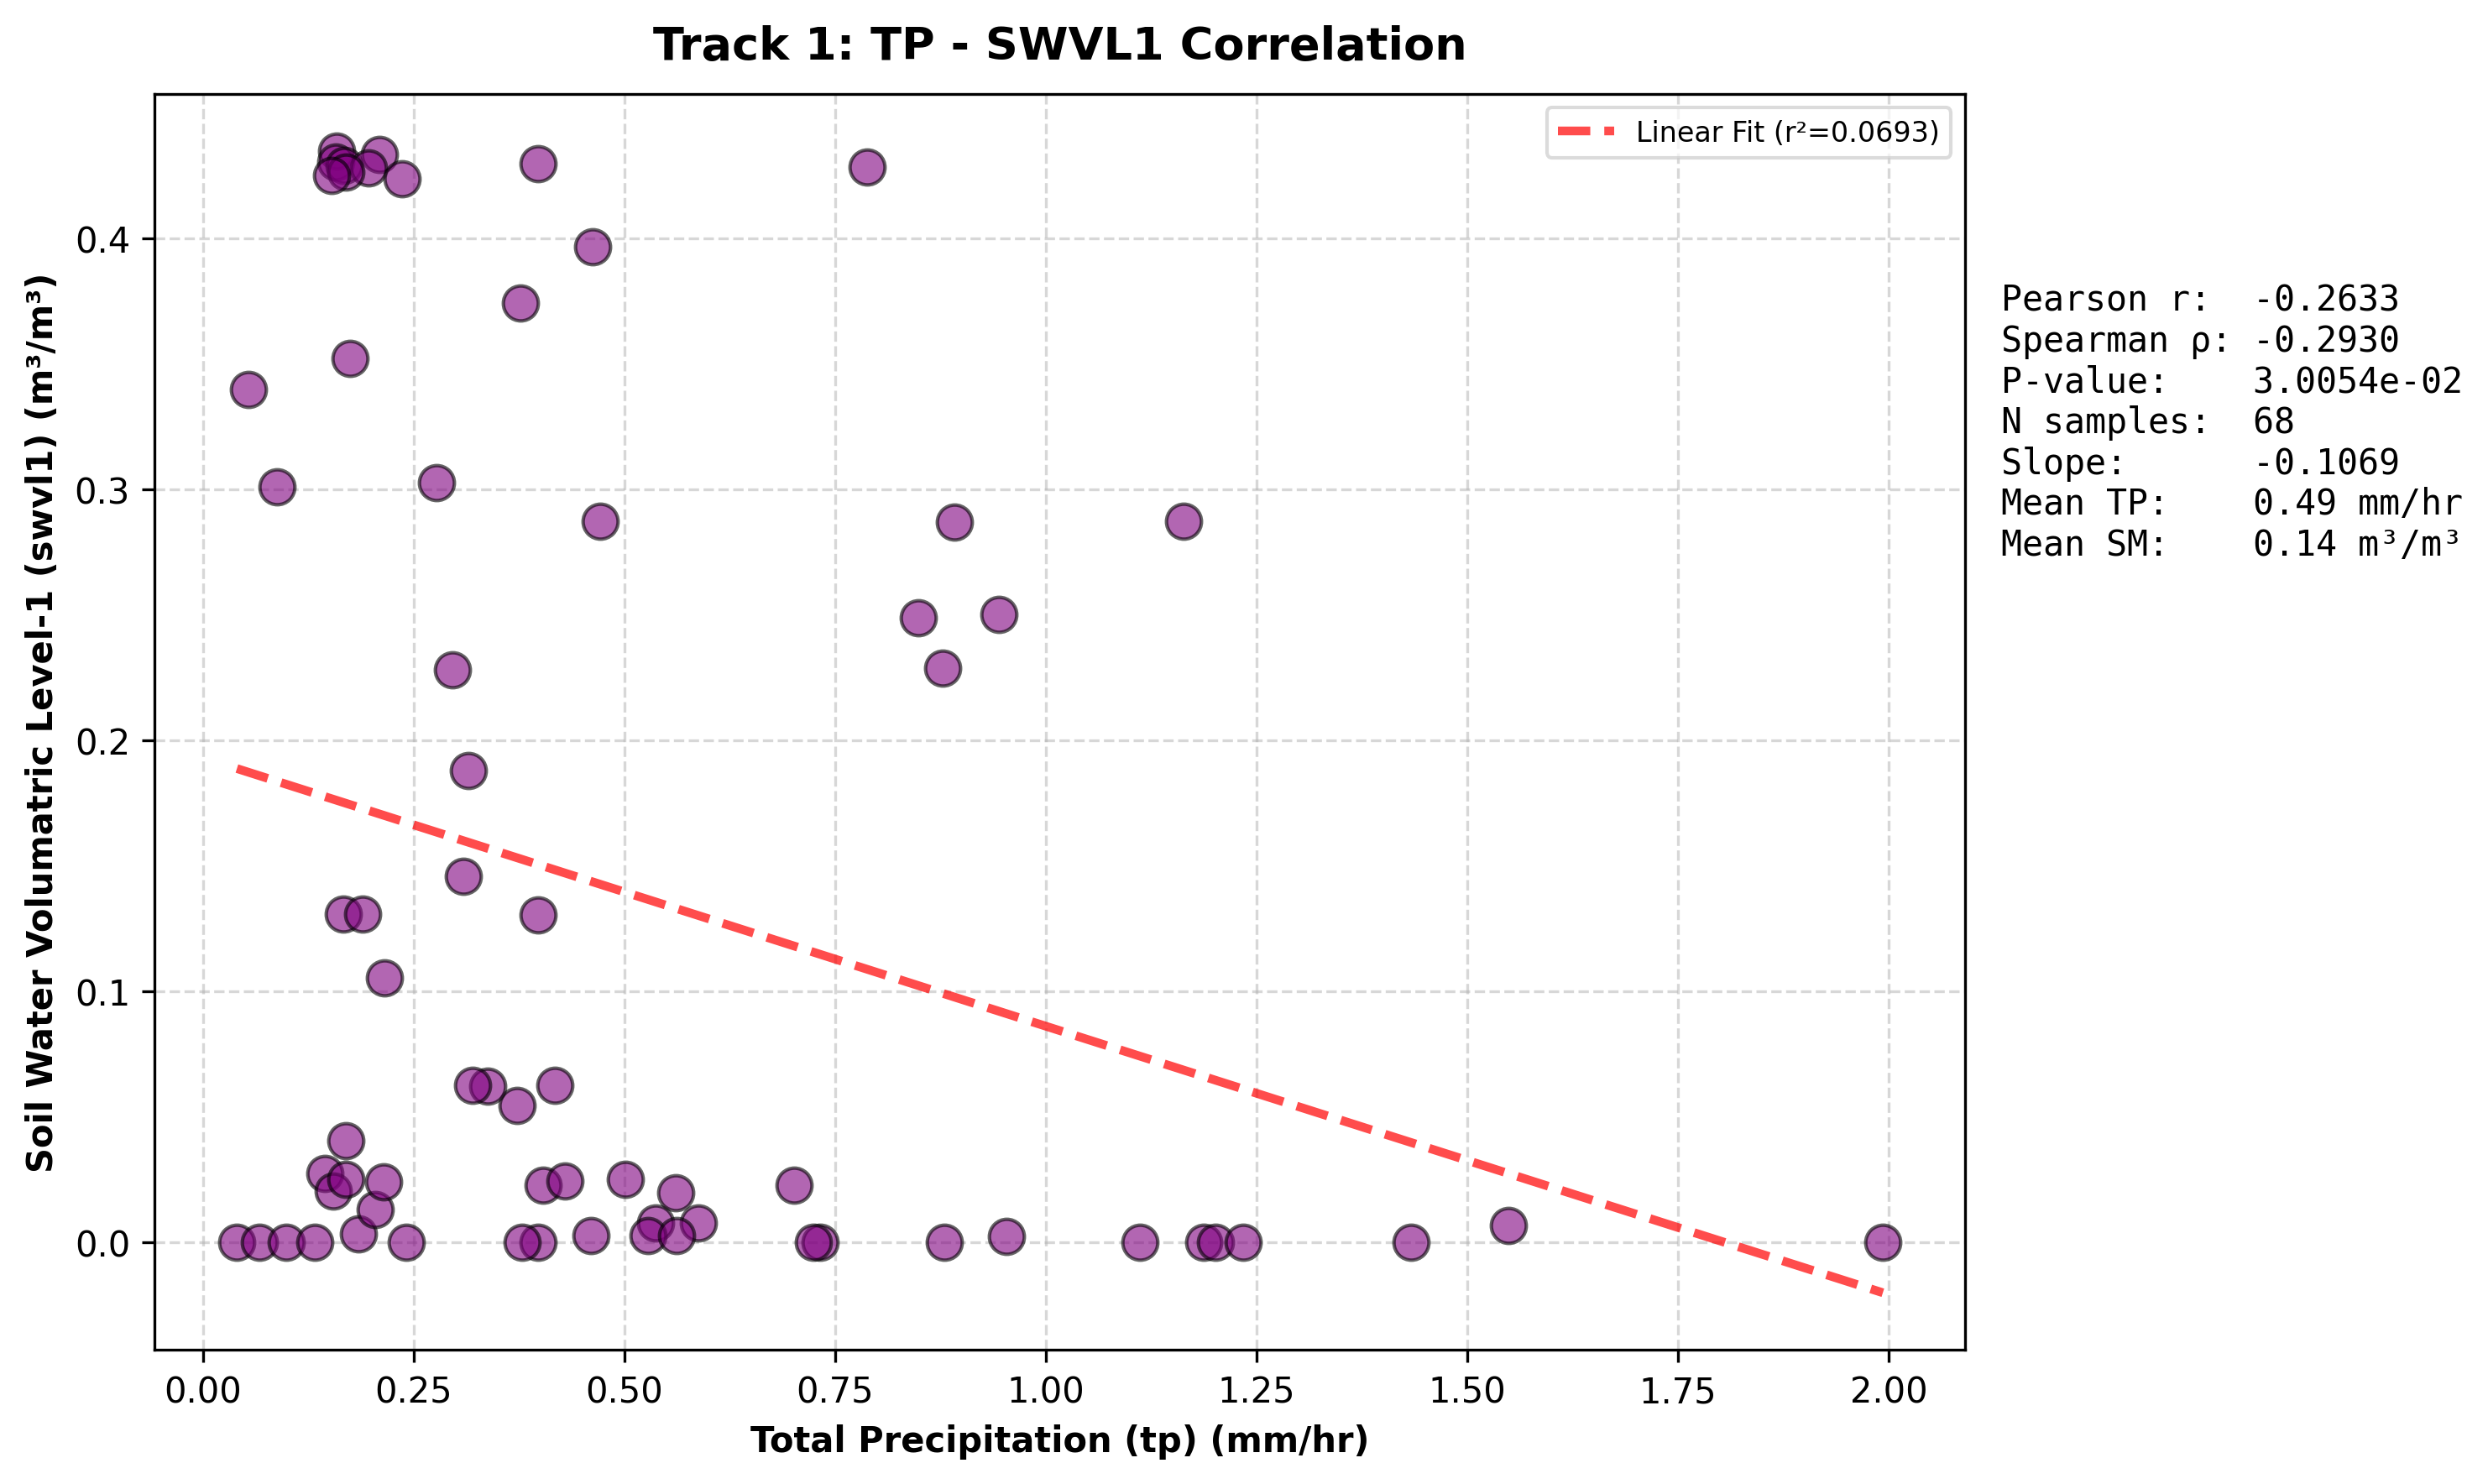 Track 1: TP - SWVL1 Correlation
Linear Fit (r²=0.0693)
Soil Water Volumatric Level-1 (swvl1) (m³/m³)
0.4
0.3
0.2
0.1
0.0
0.00 0.25 0.50 0.75 1.00 1.25 1.50 1.75 2.00
Total Precipitation (tp) (mm/hr)
Pearson r: -0.2633
Spearman ρ: -0.2930
P-value: 3.0054e-02
N samples: 68
Slope: -0.1069
Mean TP: 0.49 mm/hr
Mean SM: 0.14 m³/m³